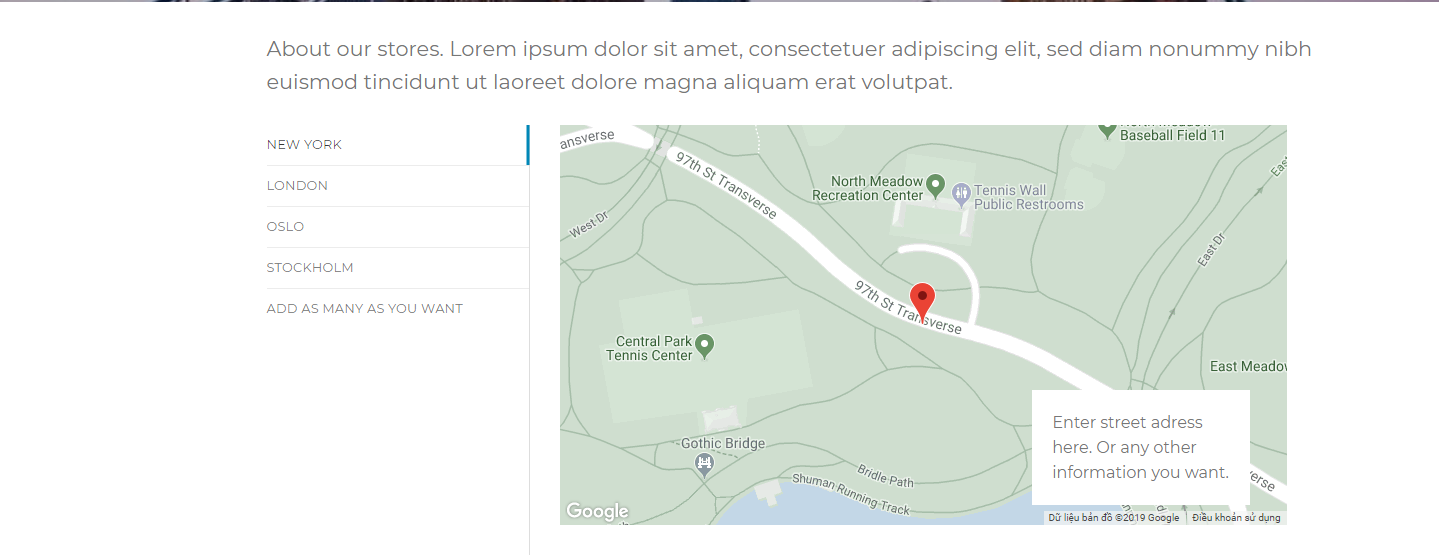 About our stores. Lorem ipsum dolor sit amet, consectetuer adipiscing elit, sed diam nonummy nibh
euismod tincidunt ut laoreet dolore magna aliquam erat volutpat.
NEW YORK
LONDON
OSLO
STOCKHOLM
ADD AS MANY AS YOU WANT
ansverse
97th St Transverse
North Meadow
Baseball Field 11
North Meadow
Recreation Center
Tennis Wall
Public Restrooms
West Dr
East Dr
97th St Transverse
Central Park
Tennis Center
East Meadow
Gothic Bridge
Bridle Path
Shuman Running Track
Enter street adress
here. Or any other
information you want.
Google
Dữ liệu bản đồ ©2019 Google
Điều khoản sử dụng